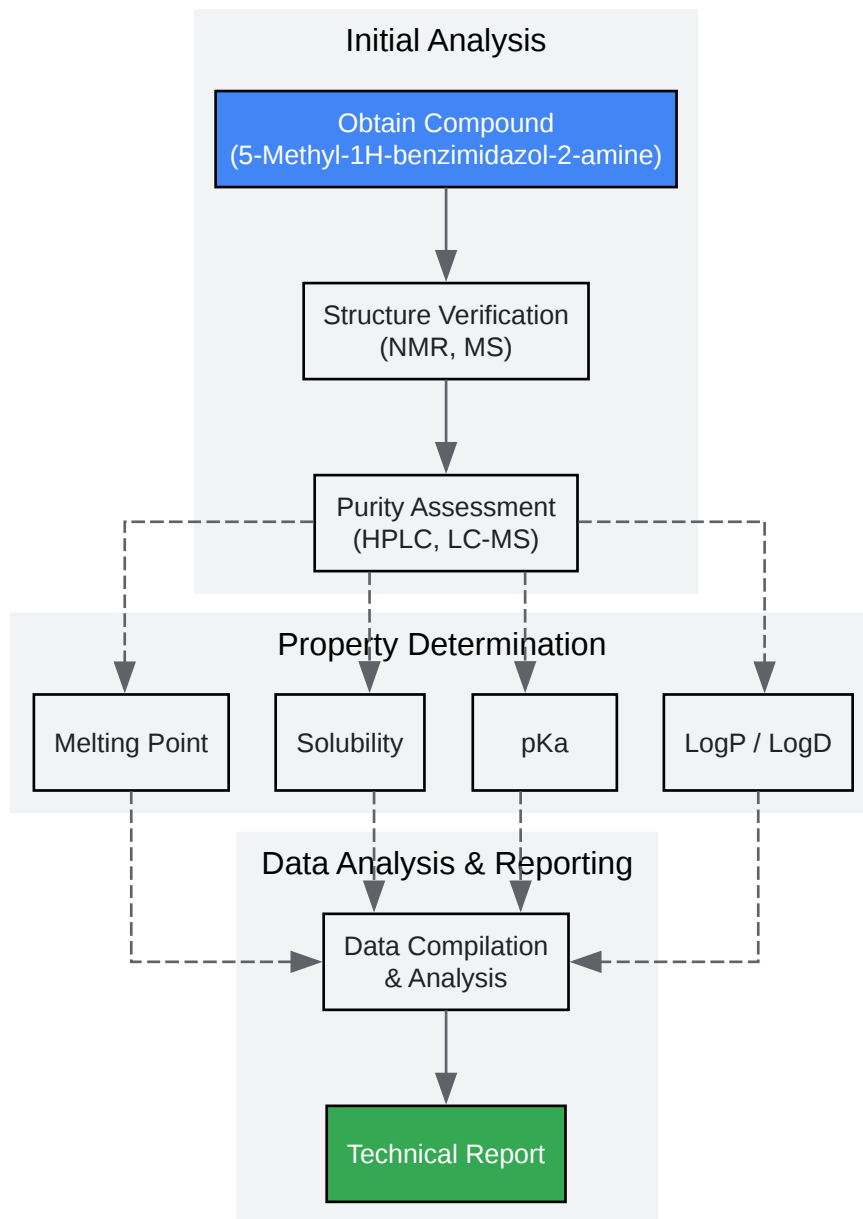 Initial Analysis
Obtain Compound
(5-Methyl-1H-benzimidazol-2-amine)
Structure Verification
(NMR, MS)
Purity Assessment
(HPLC, LC-MS)
Property Determination
Melting Point
Solubility
pKa
LogP / LogD
Data Analysis & Reporting
Data Compilation
& Analysis
Technical Report